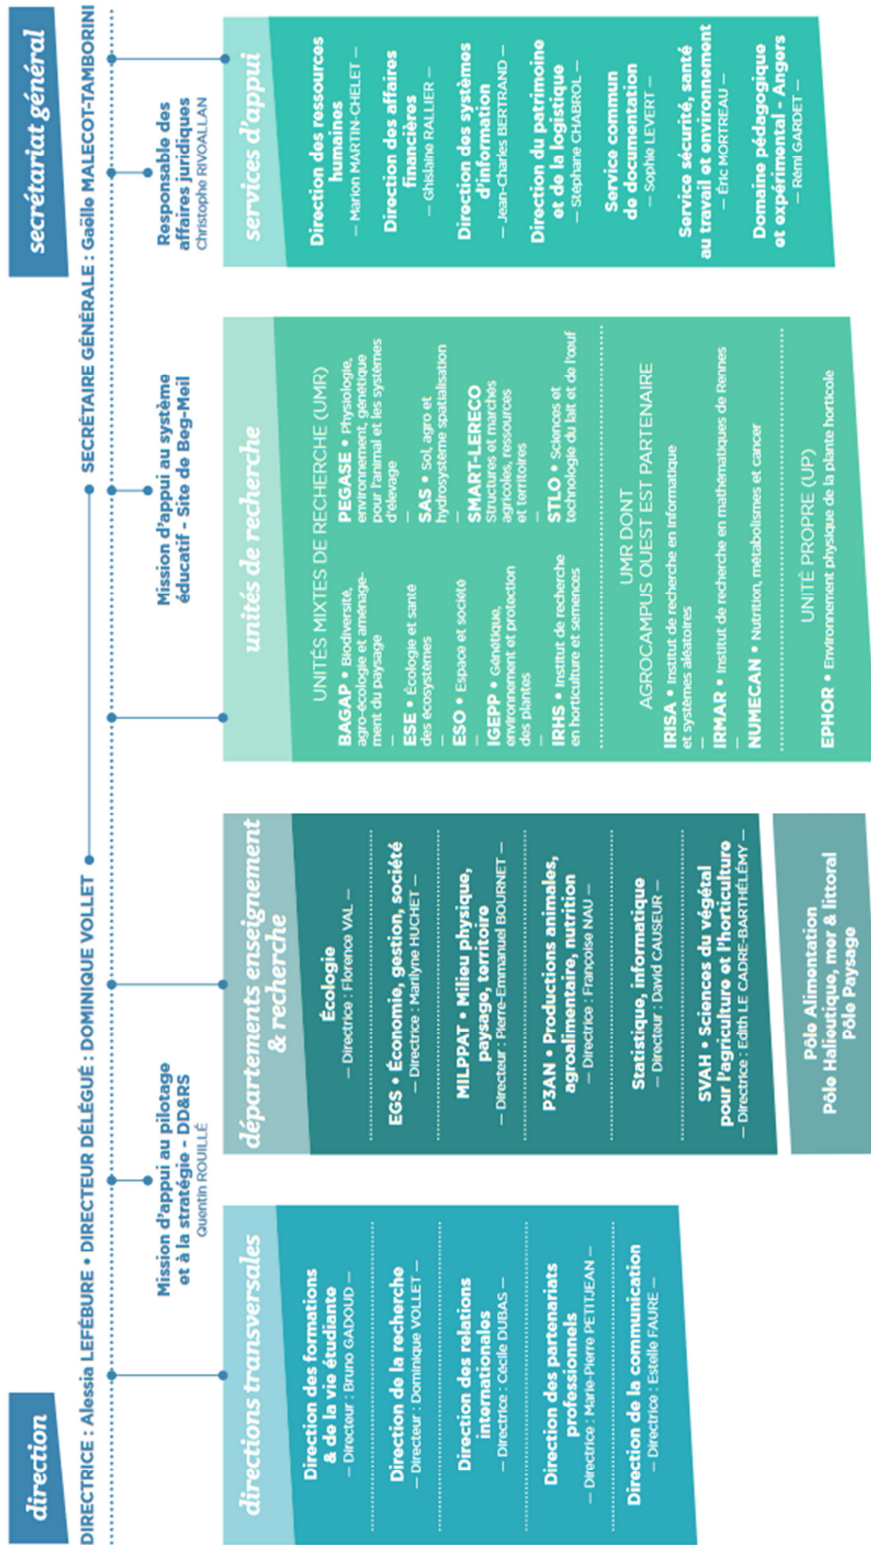 direction
secrétariat général
DIRECTRICE : Alessia LEFÉBURE • DIRECTEUR DÉLÉGUÉ : DOMINIQUE VOLLET
SECRÉTAIRE GÉNÉRALE : Gaëlle MALECOT-TAMBORINI
Mission d'appui au pilotage
et à la stratégie - DD&RS
Quentin ROUILLÉ
Mission d'appui au système
éducatif - Site de Beg-Meil
Responsable des
affaires juridiques
Christophe RIVOALLAN
directions transversales
Direction des formations
& de la vie étudiante
— Directeur : Bruno GADOUD —
Direction de la recherche
— Directeur : Dominique VOLLET —
Direction des relations
internationales
— Directrice : Cécile DUBAS —
Direction des partenariats
professionnels
— Directrice : Marie-Pierre PETITJEAN —
Direction de la communication
— Directrice : Estelle FAURE —
départements enseignement
& recherche
Écologie
— Directrice : Florence VAL —
EGS • Économie, gestion, société
— Directrice : Marilyne HUCHET —
MILPPAT • Milieu physique,
paysage, territoire
— Directeur : Pierre-Emmanuel BOURNET —
P3AN • Productions animales,
agroalimentaire, nutrition
— Directrice : Françoise NAU —
Statistique, informatique
— Directeur : David CAUSEUR —
SVAH • Sciences du végétal
pour l'agriculture et l'horticulture
— Directrice : Edith LE CADRE-BARTHÉLÉMY —
Pôle Alimentation
Pôle Halieutique, mer & littoral
Pôle Paysage
unités de recherche
UNITÉS MIXTES DE RECHERCHE (UMR)
BAGAP • Biodiversité,
agro-écologie et aménage-
ment du paysage
—
ESE • Écologie et santé
des écosystèmes
—
ESO • Espace et société
—
IGEPP • Génétique,
environnement et protection
des plantes
—
IRHS • Institut de recherche
en horticulture et semences
PEGASE • Physiologie,
environnement, génétique
pour l'animal et les systèmes
d'élevage
—
SAS • Sol, agro et
hydrosystème spatialisation
—
SMART-LERECO
Structures et marchés
agricoles, ressources
et territoires
—
STLO • Sciences et
technologie du lait et de l'œuf
UMR DONT
AGROCAMPUS OUEST EST PARTENAIRE
IRISA • Institut de recherche en informatique
et systèmes aléatoires
—
IRMAR • Institut de recherche en mathématiques de Rennes
—
NUMECAN • Nutrition, métabolismes et cancer
UNITÉ PROPRE (UP)
EPHOR • Environnement physique de la plante horticole
services d'appui
Direction des ressources
humaines
— Marion MARTIN-CHELET —
Direction des affaires
financières
— Ghislaine RALLIER —
Direction des systèmes
d'information
— Jean-Charles BERTRAND —
Direction du patrimoine
et de la logistique
— Stéphane CHABROL —
Service commun
de documentation
— Sophie LEVERT —
Service sécurité, santé
au travail et environnement
— Éric MORTREAU —
Domaine pédagogique
et expérimental - Angers
— Rémi GARDET —